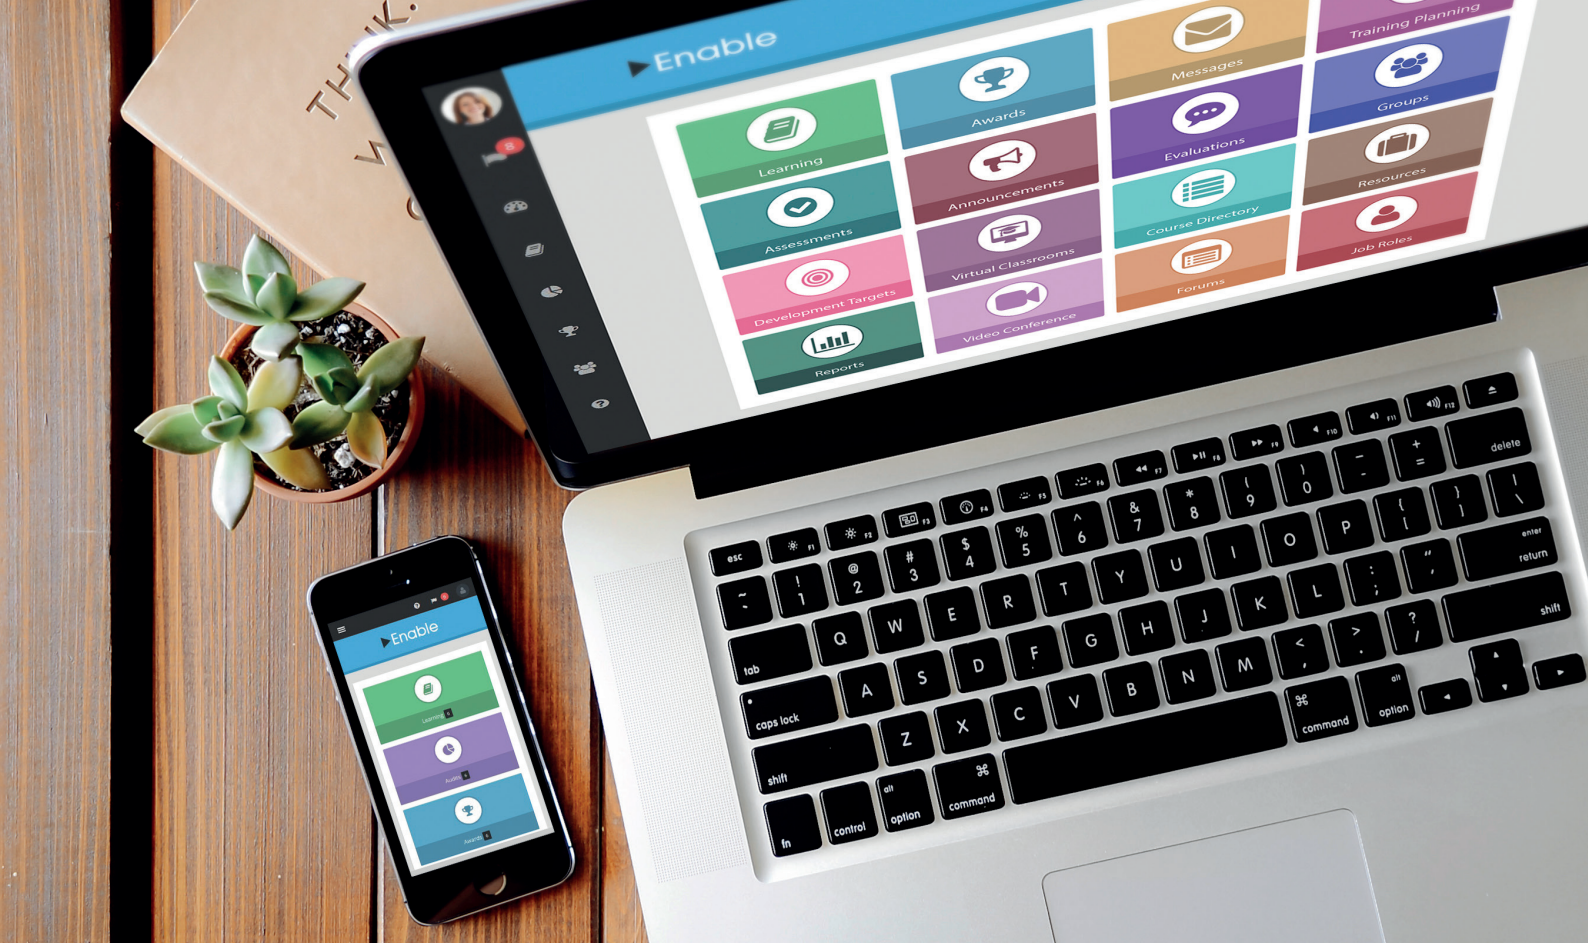 THINK.
Enable
8
Learning
Awards
Messages
Training Planning
Assessments
Announcements
Evaluations
Groups
Development Targets
Virtual Classrooms
Course Directory
Resources
Reports
Video Conference
Forums
Job Roles
Enable
Learning
Audits
Awards
esc F1 F2 F3 F4 F5 F6 F7 F8 F9 F10 F11 F12
~ ` ! 1 @ 2 # 3 $ 4 % 5 ^ 6 & 7 * 8 ( 9 ) 0 – - + = delete
tab Q W E R T Y U I O P { [ } ] | \
caps lock A S D F G H J K L : ; " ' enter return
shift Z X C V B N M < , > . ? / shift
fn control alt option ⌘ command ⌘ command alt option